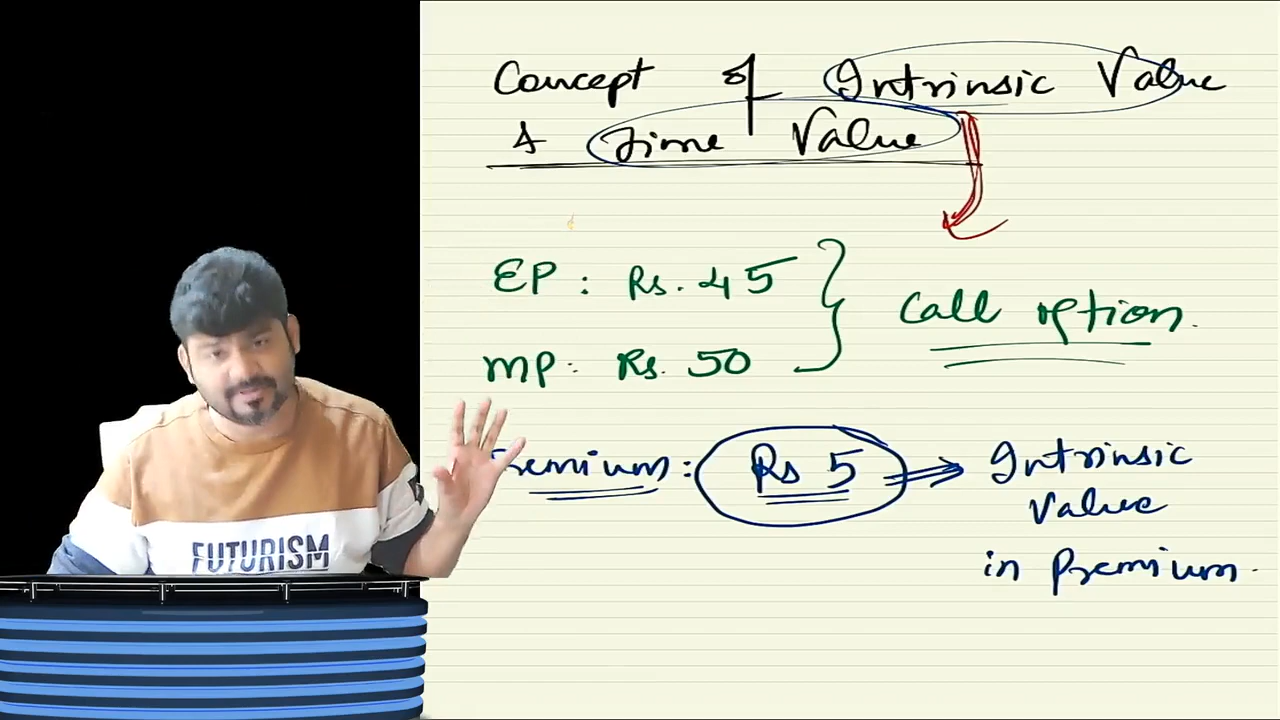 Concept of Intrinsic Value
& Time Value
EP: Rs. 45
MP: Rs. 50
Call option.
Premium: Rs 5 ⇒ Intrinsic
Value
in Premium.
FUTURISM